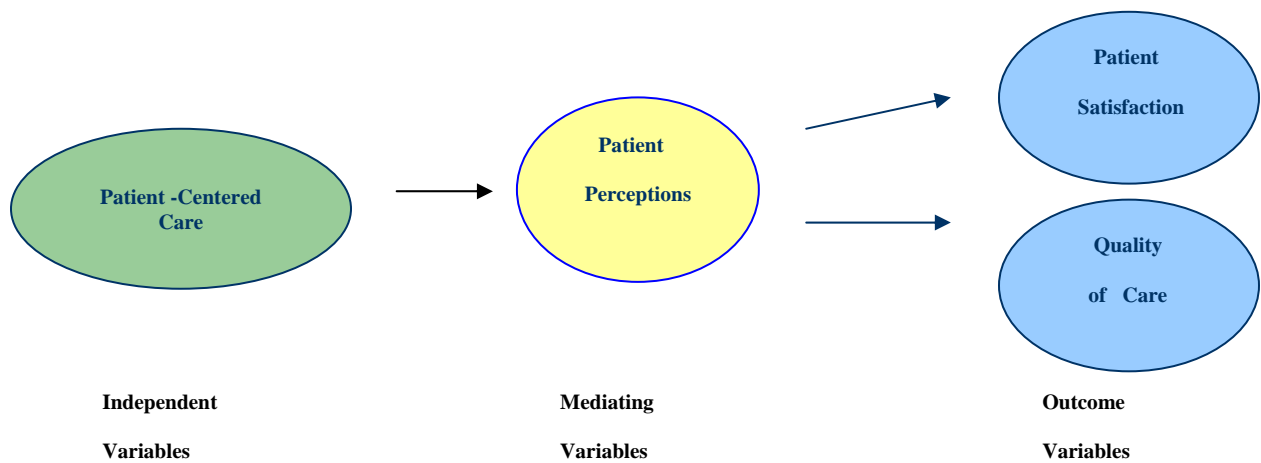 Patient -Centered
Care
Patient
Perceptions
Patient
Satisfaction
Quality
of Care
Independent
Variables
Mediating
Variables
Outcome
Variables